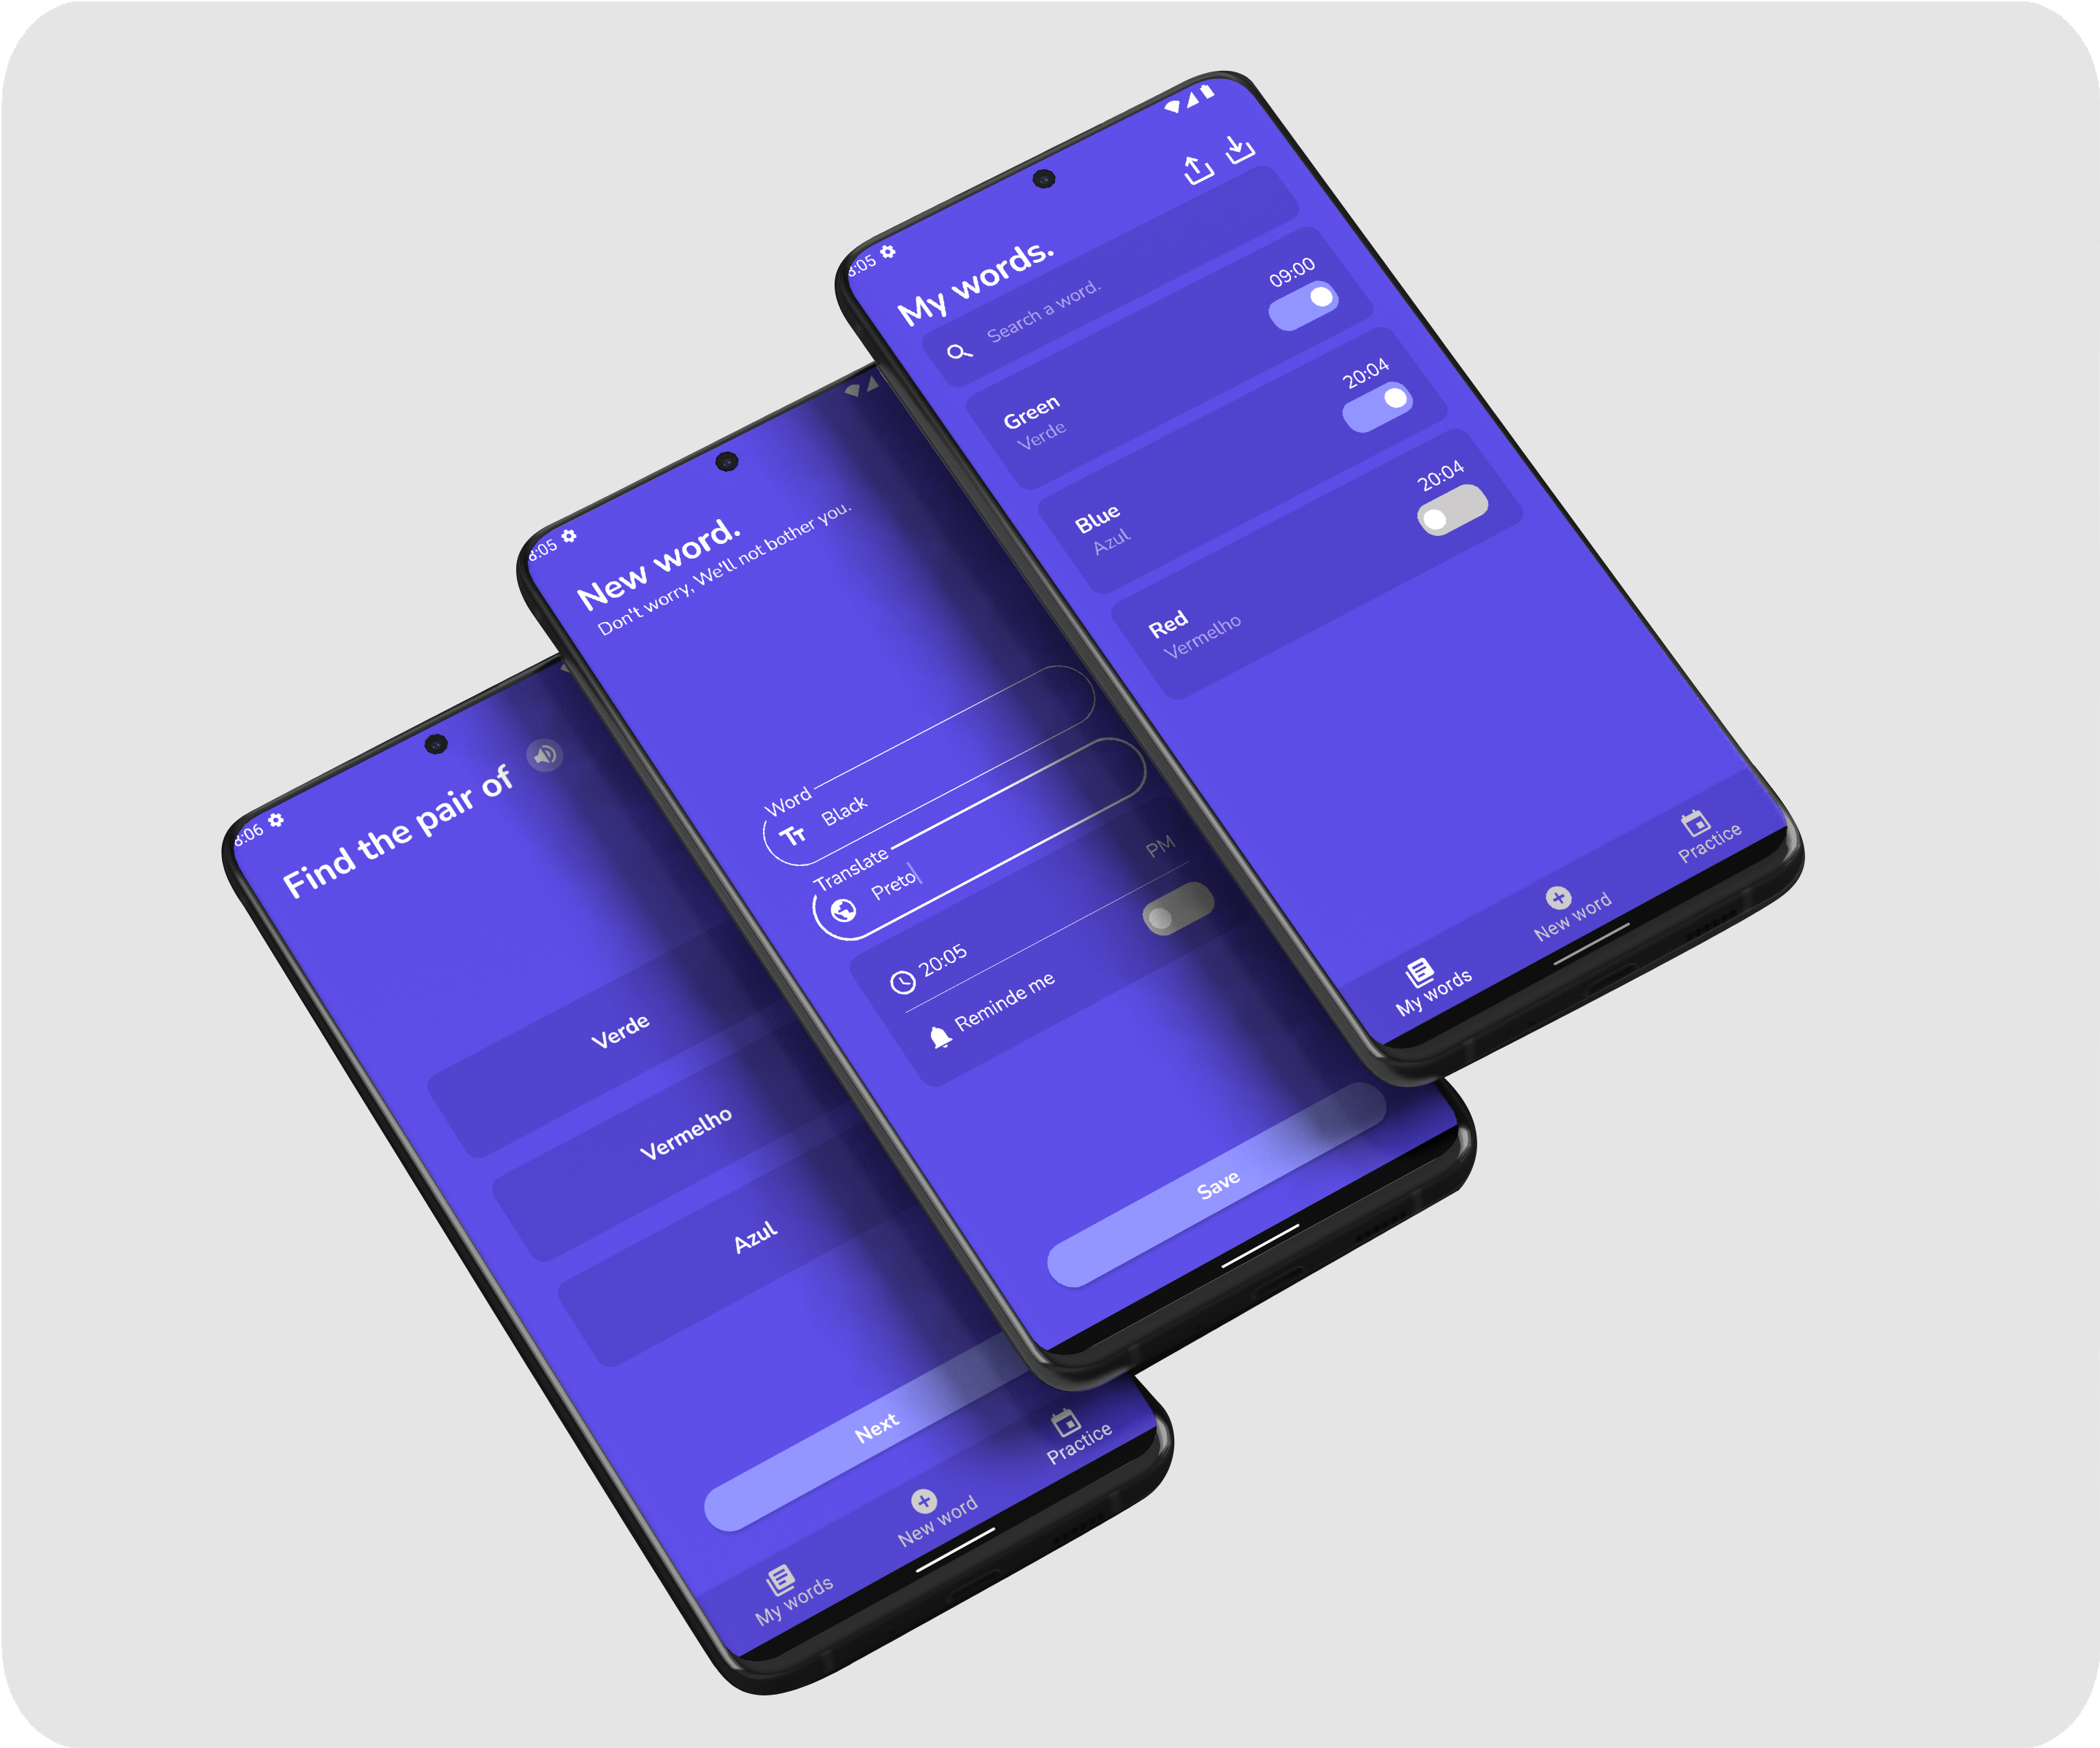 8:05
My words.
Search a word.
Green
Verde
09:00
Blue
Azul
20:04
Red
Vermelho
20:04
My words
New word
Practice
8:05
New word.
Don't worry, We'll not bother you.
Word
Black
Translate
Preto
20:05
PM
Reminde me
Save
8:06
Find the pair of
Verde
Vermelho
Azul
Next
My words
New word
Practice